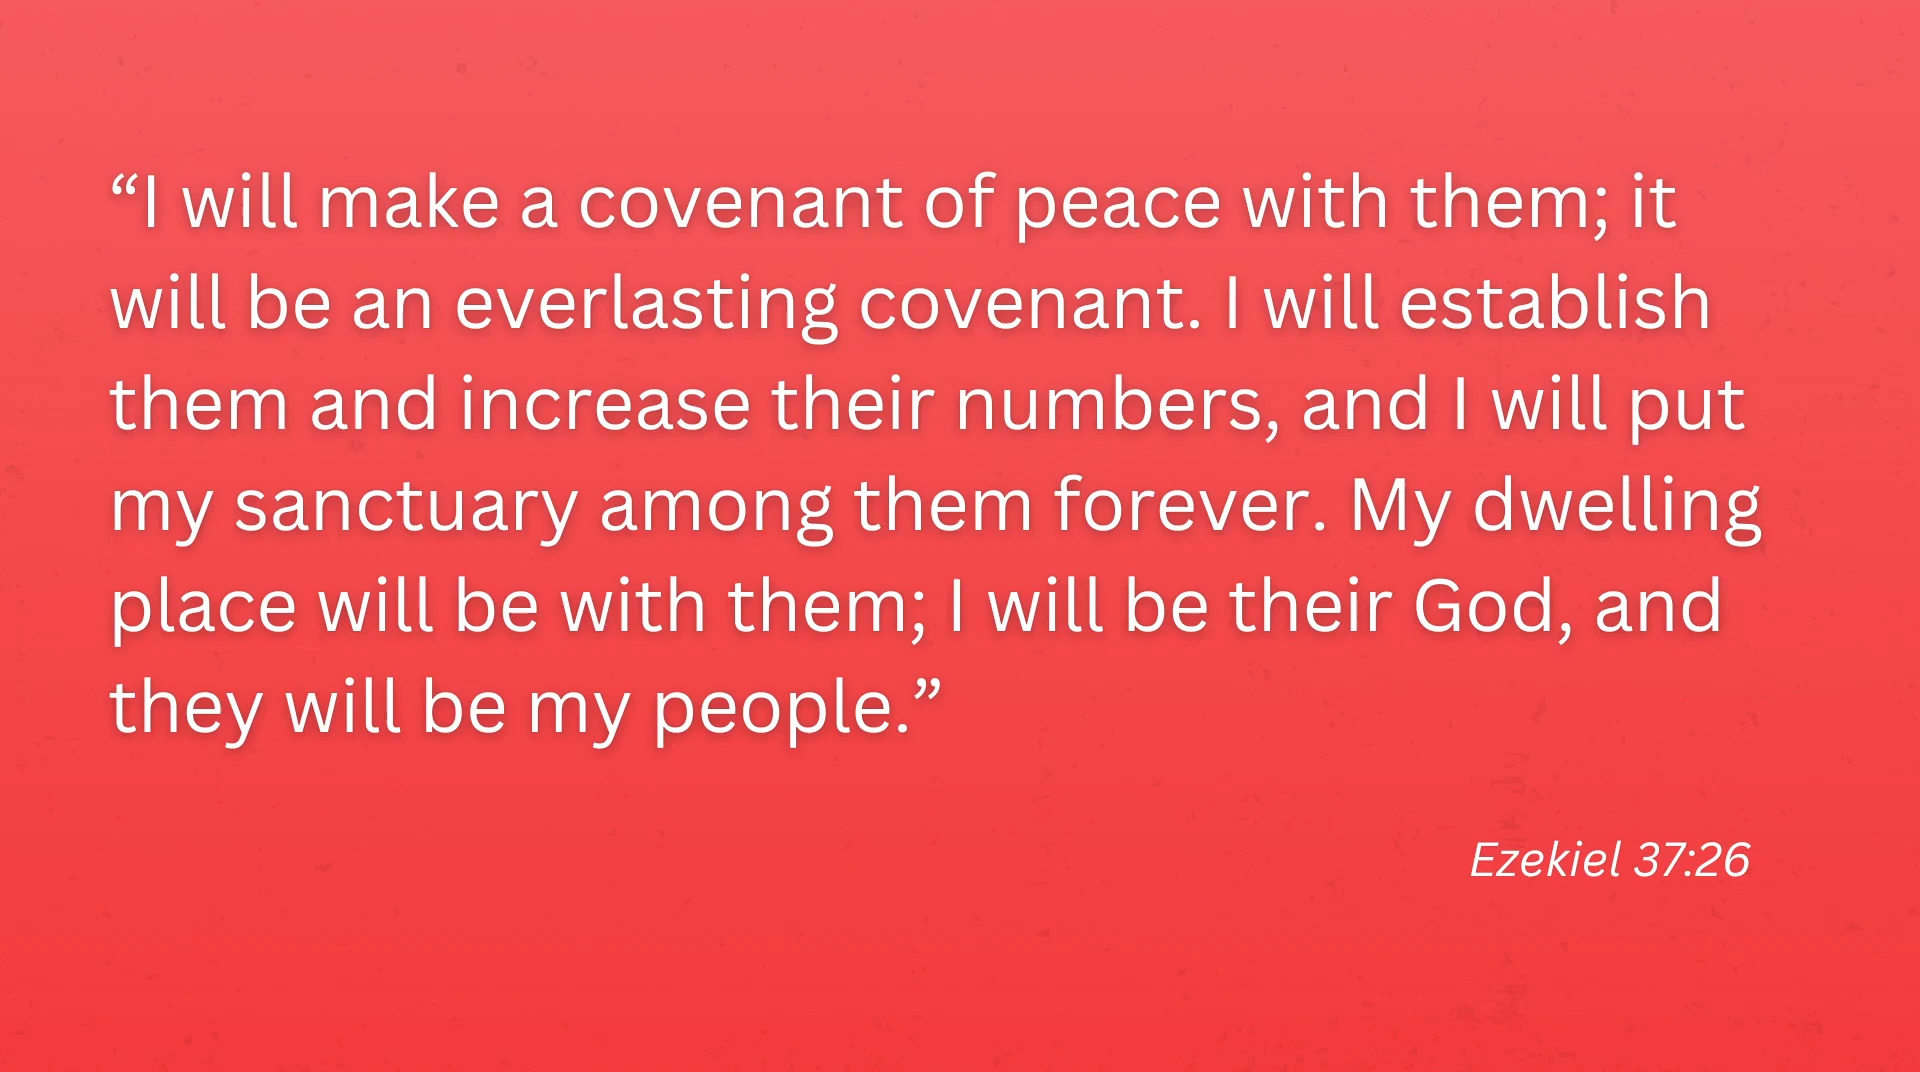 “I will make a covenant of peace with them; it
will be an everlasting covenant. I will establish
them and increase their numbers, and I will put
my sanctuary among them forever. My dwelling
place will be with them; I will be their God, and
they will be my people.”
Ezekiel 37:26